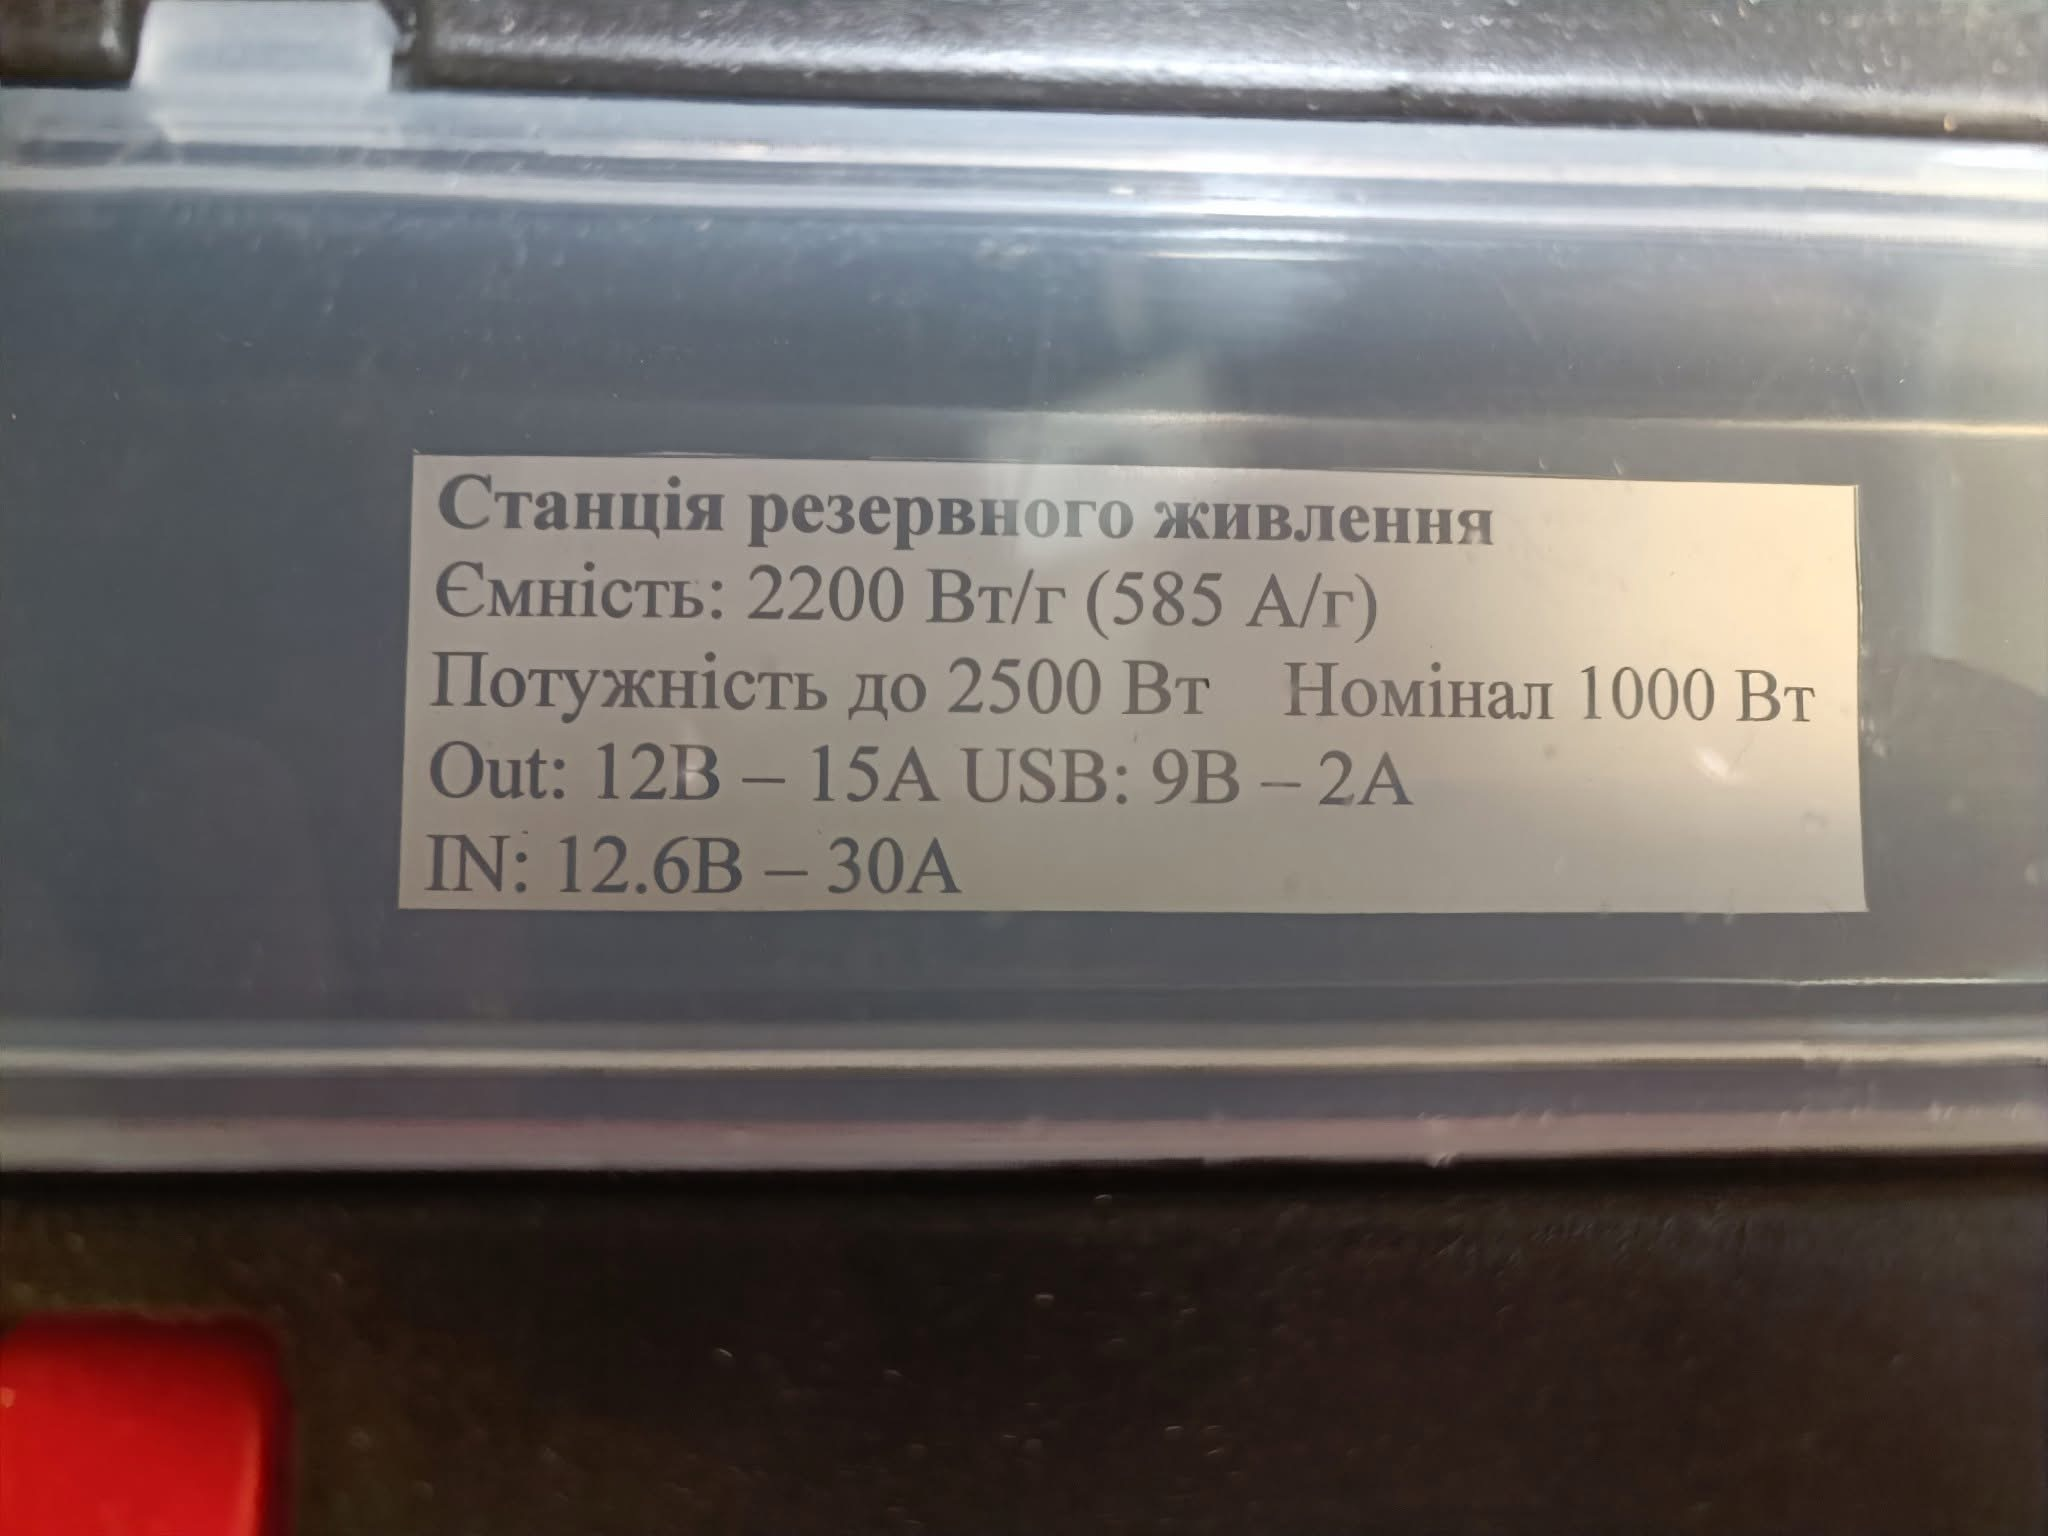 Станція резервного живлення
Ємність: 2200 Вт/г (585 А/г)
Потужність до 2500 Вт Номінал 1000 Вт
Out: 12В – 15А USB: 9В – 2А
IN: 12.6В – 30А